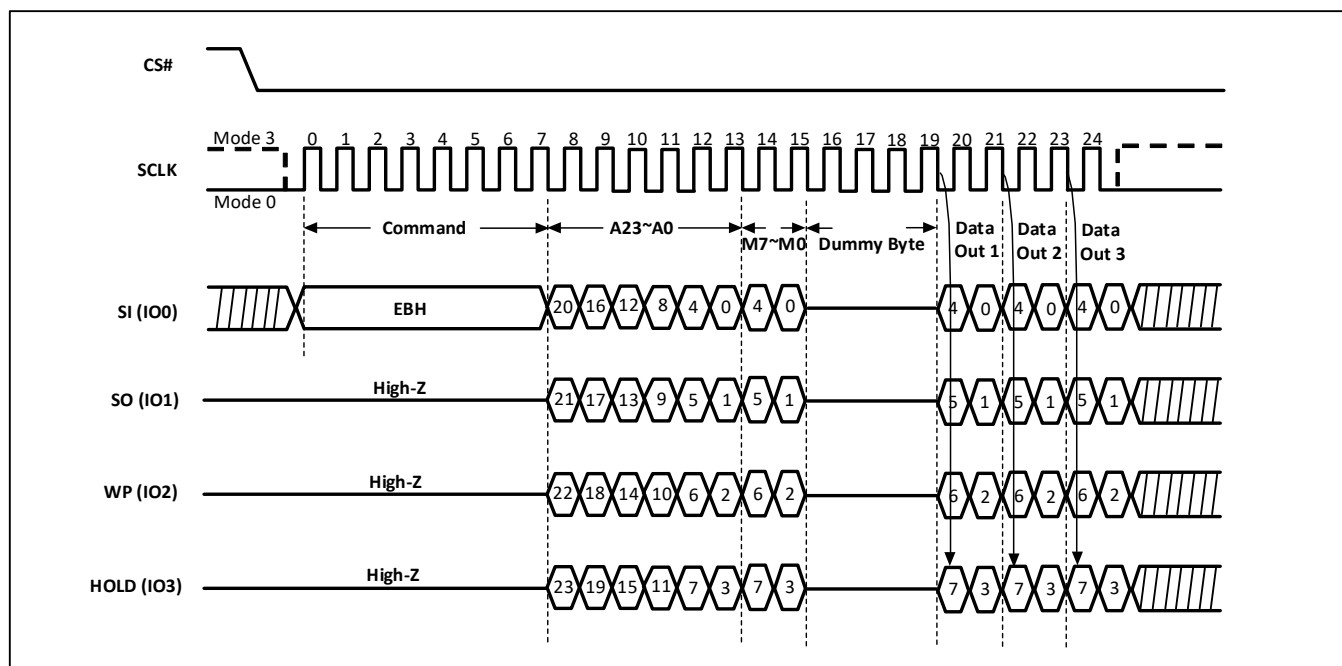 CS#
Mode 3
0 1 2 3 4 5 6 7 8 9 10 11 12 13 14 15 16 17 18 19 20 21 22 23 24
SCLK
Mode 0
Command A23~A0 M7~M0 Dummy Byte Data Out 1 Data Out 2 Data Out 3
SI (IO0) EBH 20 16 12 8 4 0 4 0 4 0 4 0 4 0
SO (IO1) High-Z 21 17 13 9 5 1 5 1 5 1 5 1 5 1
WP (IO2) High-Z 22 18 14 10 6 2 6 2 6 2 6 2 6 2
HOLD (IO3) High-Z 23 19 15 11 7 3 7 3 7 3 7 3 7 3